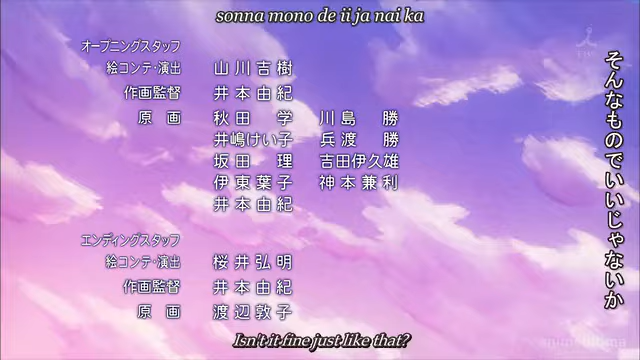 sonna mono de ii ja nai ka
オープニングスタッフ
絵コンテ・演出 山川吉樹
作画監督 井本由紀
原画 秋田 学 川島 勝
井嶋けい子 兵渡 勝
坂田 理 吉田伊久雄
伊東葉子 神本兼利
井本由紀
エンディングスタッフ
絵コンテ・演出 桜井弘明
作画監督 井本由紀
原画 渡辺敦子
そんなものでいいじゃないか
Isn't it fine just like that?